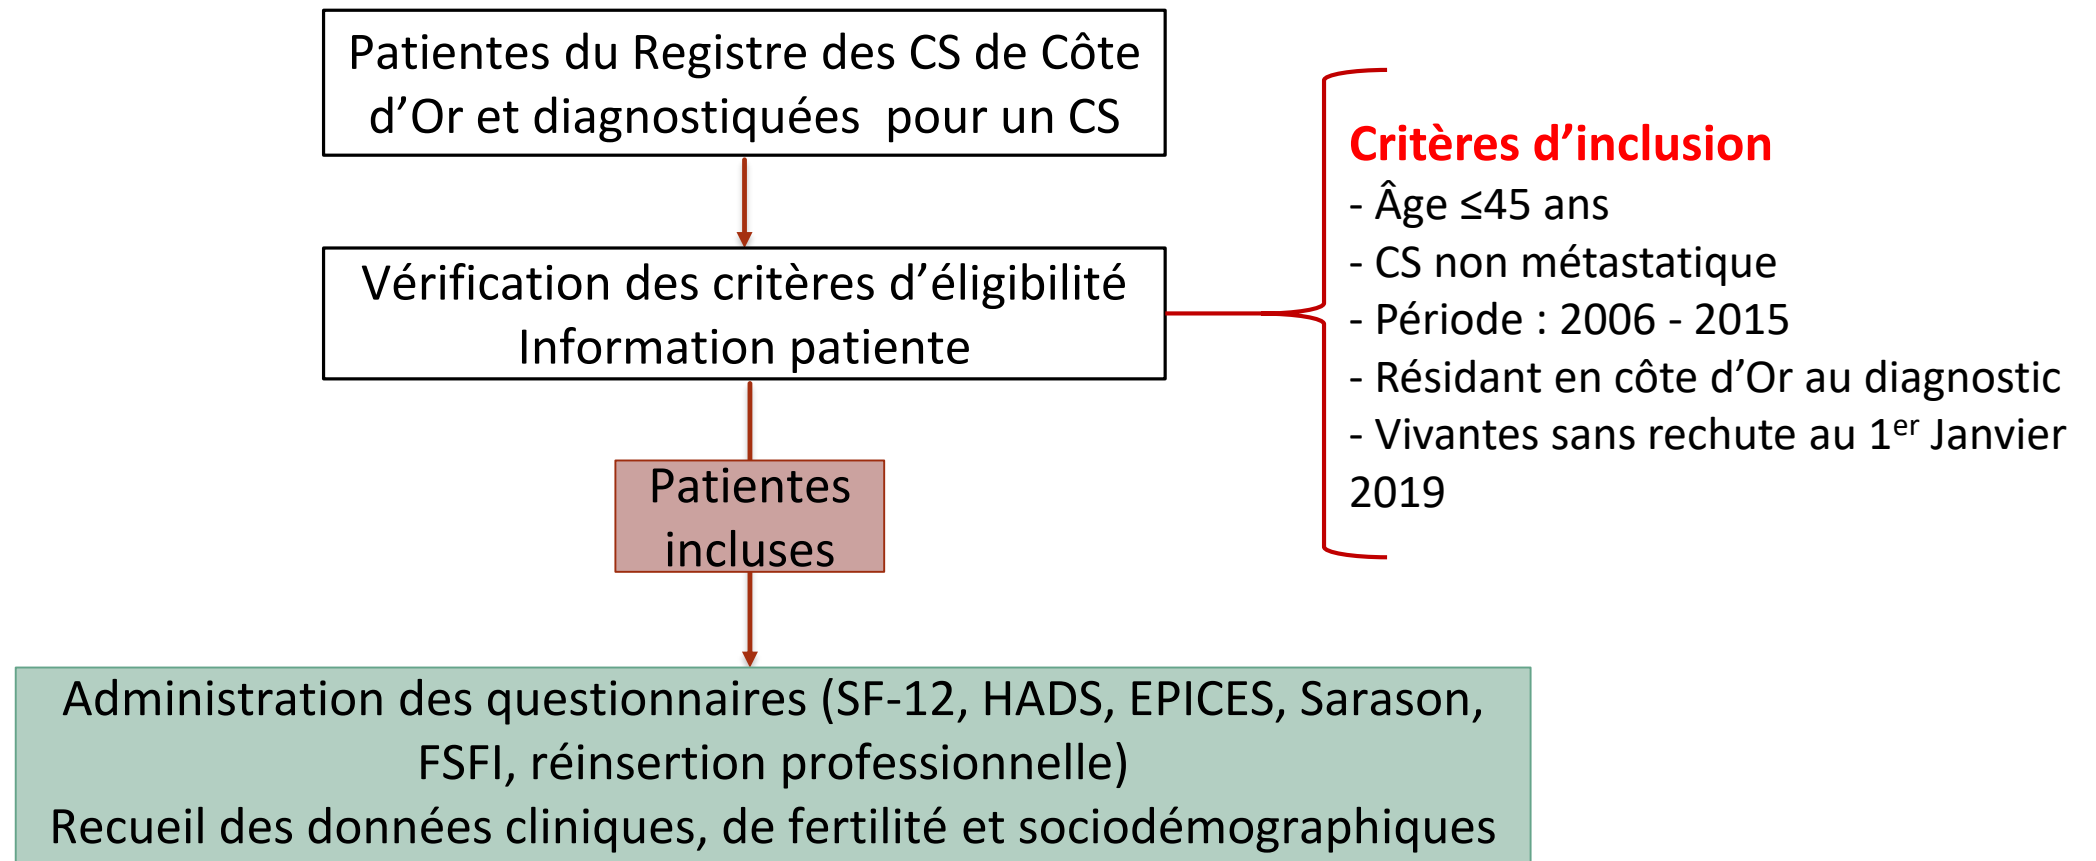 Patientes du Registre des CS de Côte
d’Or et diagnostiquées  pour un CS
Vérification des critères d’éligibilité
Information patiente
Critères d’inclusion
- Âge ≤45 ans
- CS non métastatique
- Période : 2006 - 2015
- Résidant en côte d’Or au diagnostic
- Vivantes sans rechute au 1er Janvier
2019
Patientes
incluses
Administration des questionnaires (SF-12, HADS, EPICES, Sarason,
FSFI, réinsertion professionnelle)
Recueil des données cliniques, de fertilité et sociodémographiques